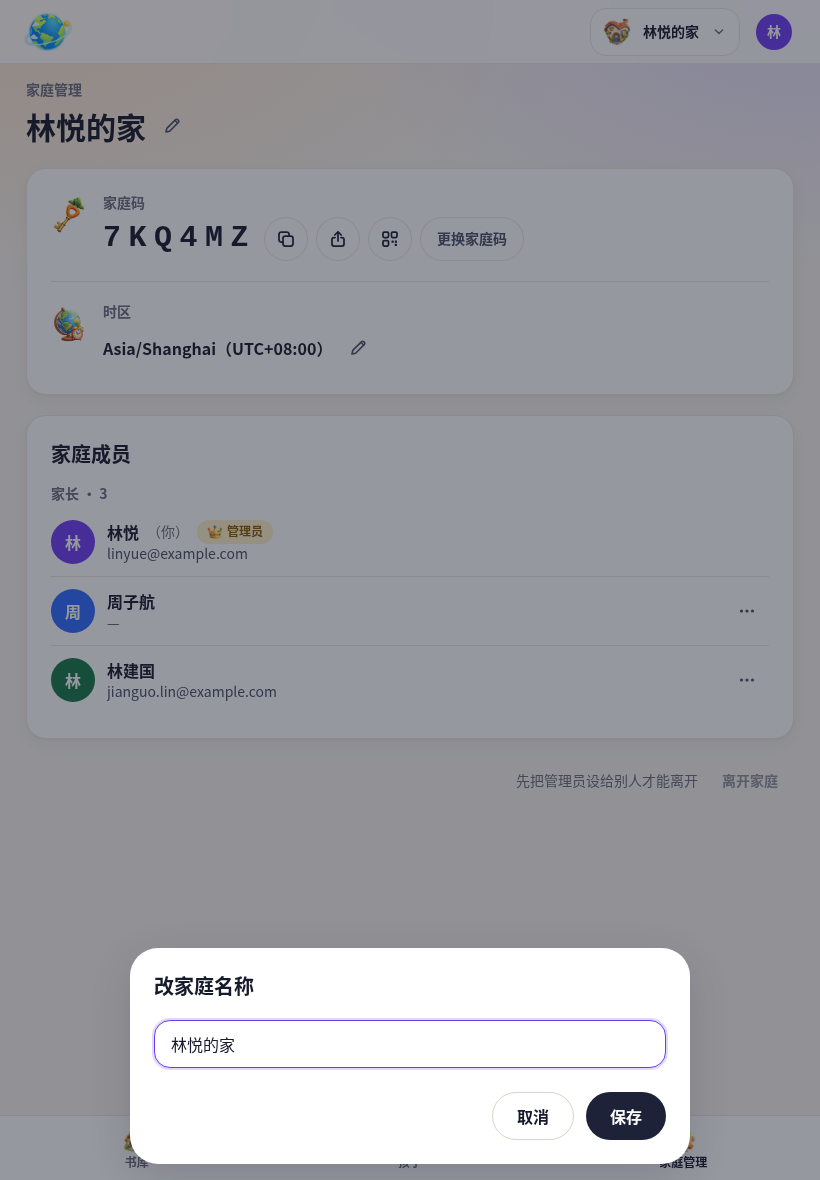 林悦的家
林
家庭管理
林悦的家
家庭码
7KQ4MZ
更换家庭码
时区
Asia/Shanghai（UTC+08:00）
家庭成员
家长 · 3
林
林悦 （你） 管理员
linyue@example.com
周
周子航
—
林
林建国
jianguo.lin@example.com
先把管理员设给别人才能离开 离开家庭
改家庭名称
林悦的家
取消 保存
书库
家庭管理